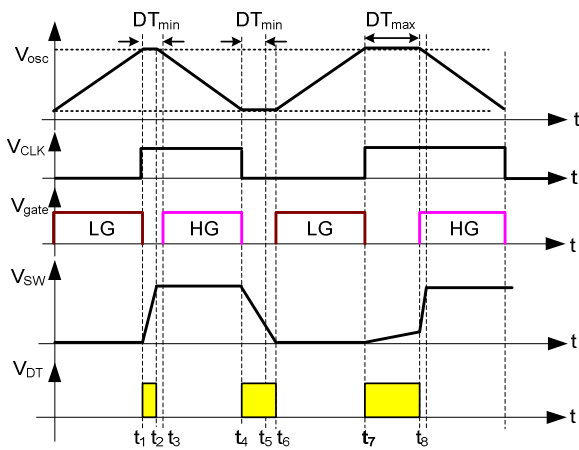 DTmin DTmin DTmax
Vosc
t
VCLK
t
Vgate
LG HG LG HG
t
VSW
t
VDT
t
t1 t2 t3 t4 t5 t6 t7 t8